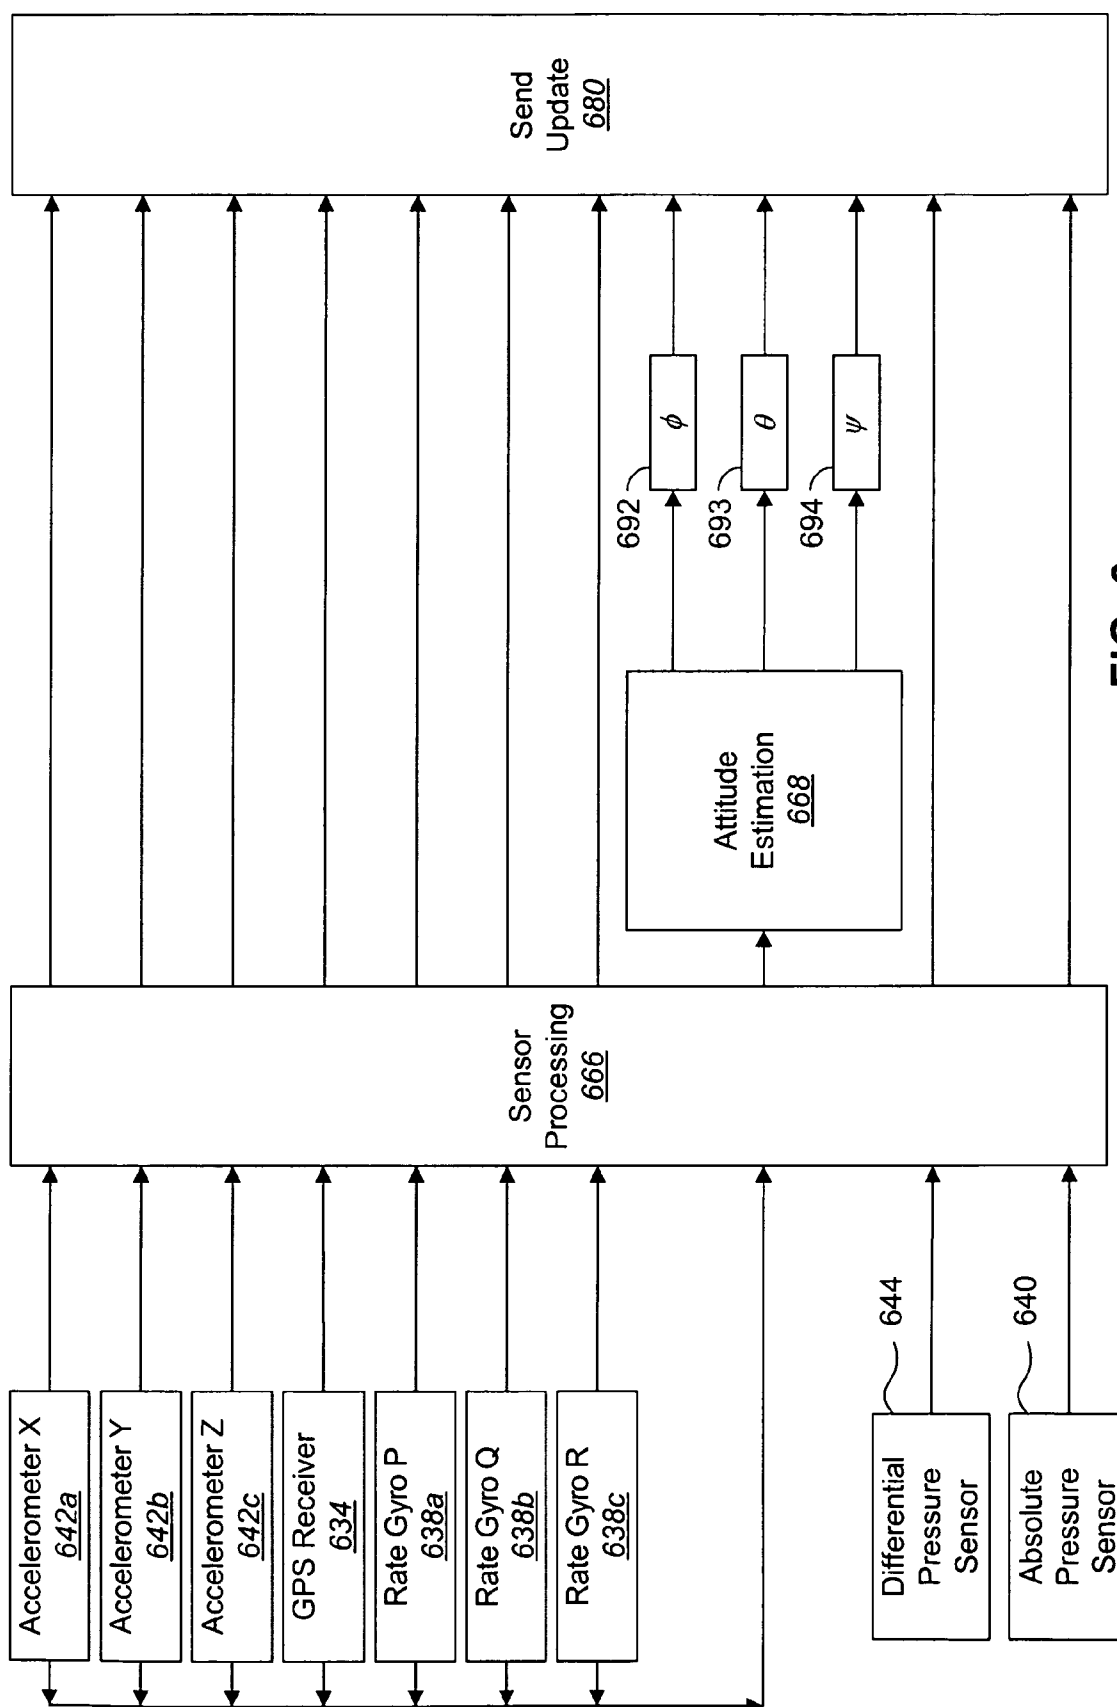 Accelerometer X
642a
Accelerometer Y
642b
Accelerometer Z
642c
GPS Receiver
634
Rate Gyro P
638a
Rate Gyro Q
638b
Rate Gyro R
638c
Differential
Pressure
Sensor
644
Absolute
Pressure
Sensor
640
Sensor
Processing
666
Attitude
Estimation
668
692
ϕ
693
θ
694
ψ
Send
Update
680